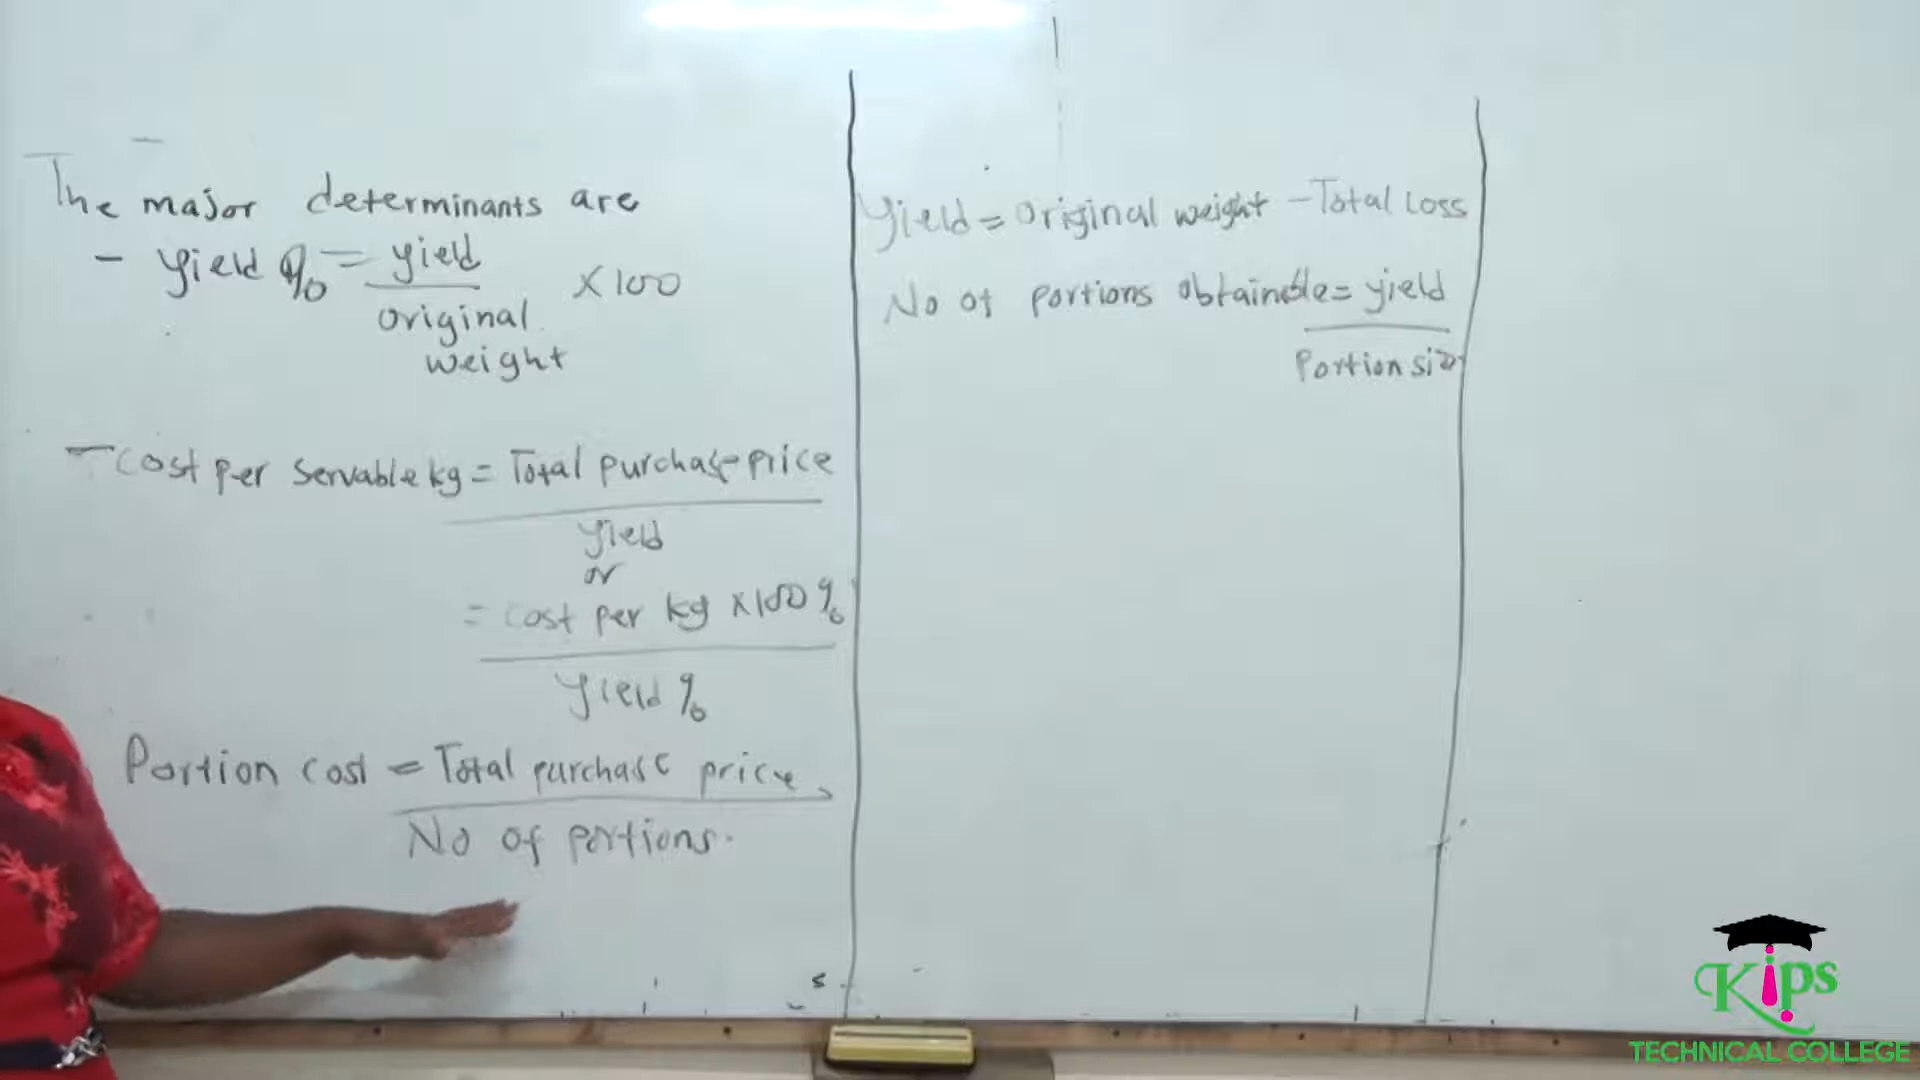 The major determinants are
- Yield % = yield
original weight
X 100
- Cost per Servable kg = Total purchase price
Yield
or
= cost per kg X 100 %
Yield %
Portion cost = Total purchase price
No of portions.
Yield = Original weight - Total Loss
No of portions obtainable = yield
Portion size
Kips
TECHNICAL COLLEGE